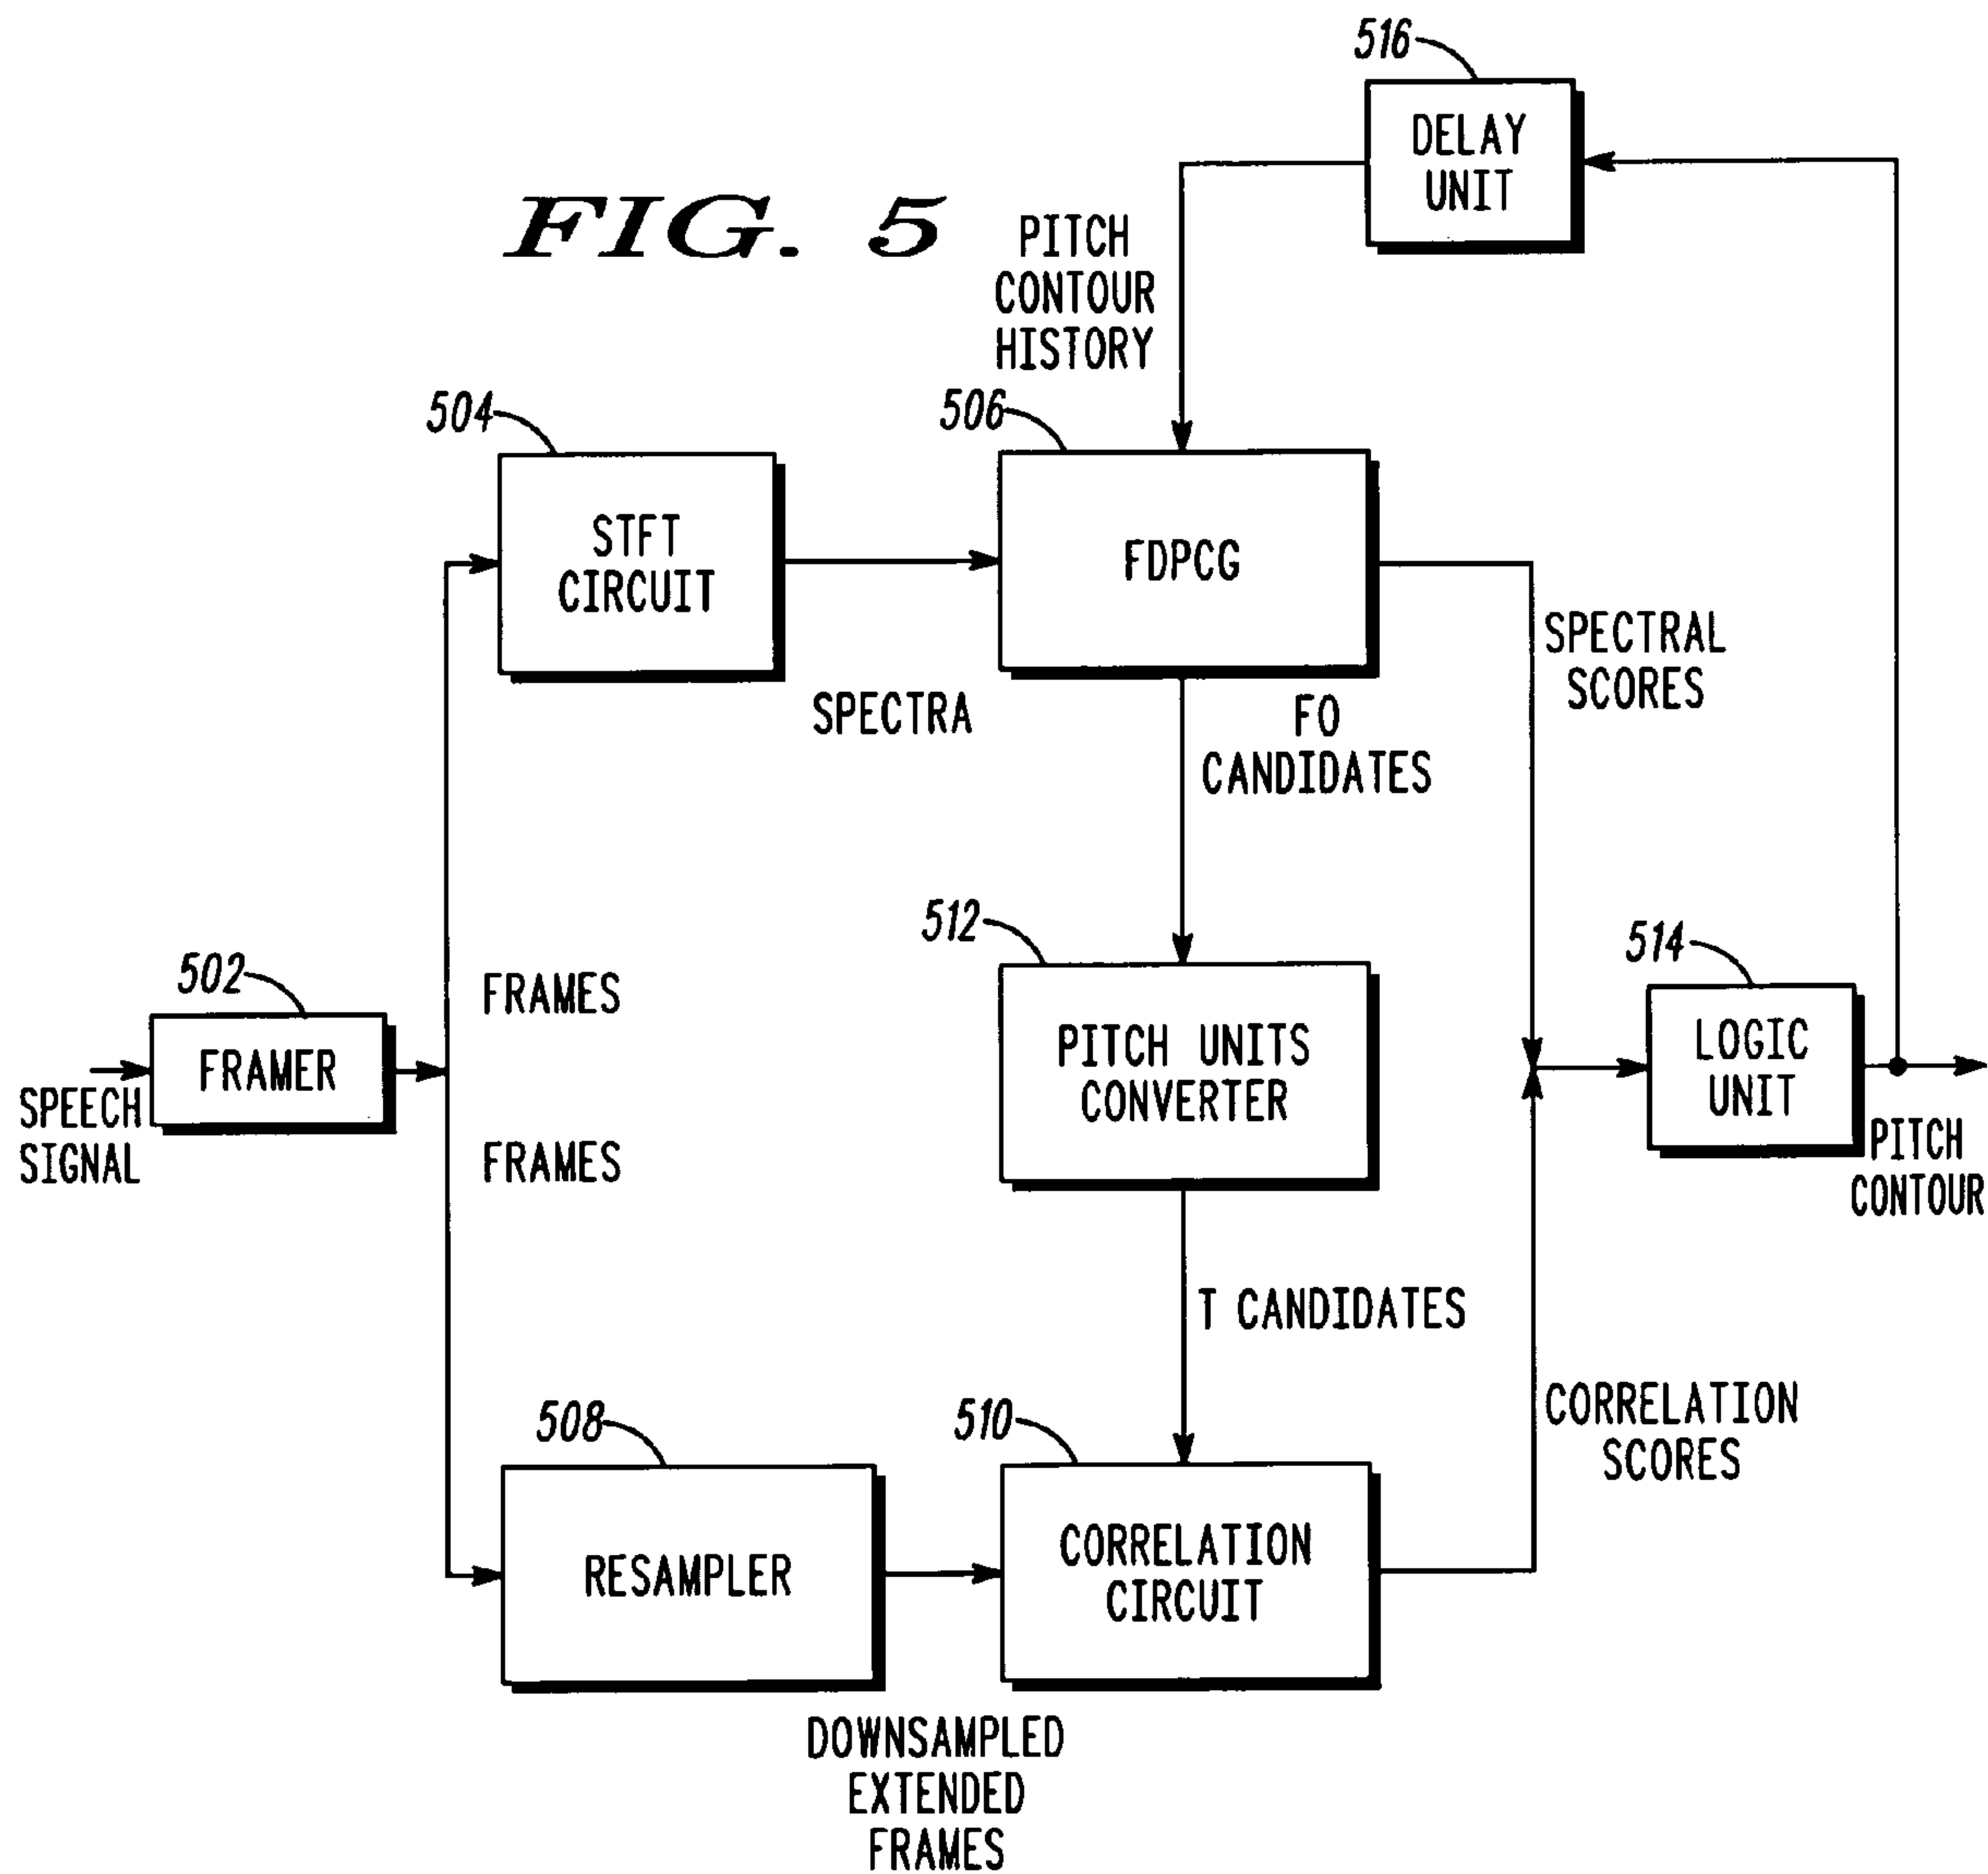 516
DELAY
UNIT
FIG. 5
PITCH
CONTOUR
HISTORY
504
506
STFT
CIRCUIT
FDPCG
SPECTRAL
SCORES
SPECTRA
FO
CANDIDATES
512
514
502
FRAMES
FRAMER
PITCH UNITS
CONVERTER
LOGIC
UNIT
SPEECH
SIGNAL
FRAMES
PITCH
CONTOUR
T CANDIDATES
508
510
CORRELATION
SCORES
RESAMPLER
CORRELATION
CIRCUIT
DOWNSAMPLED
EXTENDED
FRAMES